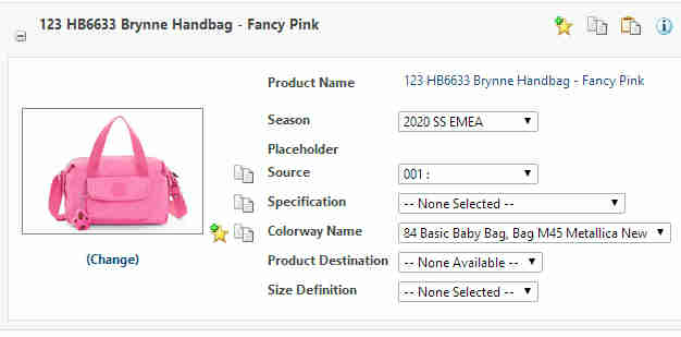 123 HB6633 Brynne Handbag - Fancy Pink
Product Name 123 HB6633 Brynne Handbag - Fancy Pink
Season 2020 SS EMEA
Placeholder
Source 001 :
Specification -- None Selected --
Colorway Name 84 Basic Baby Bag, Bag M45 Metallica New
(Change)
Product Destination -- None Available --
Size Definition -- None Selected --